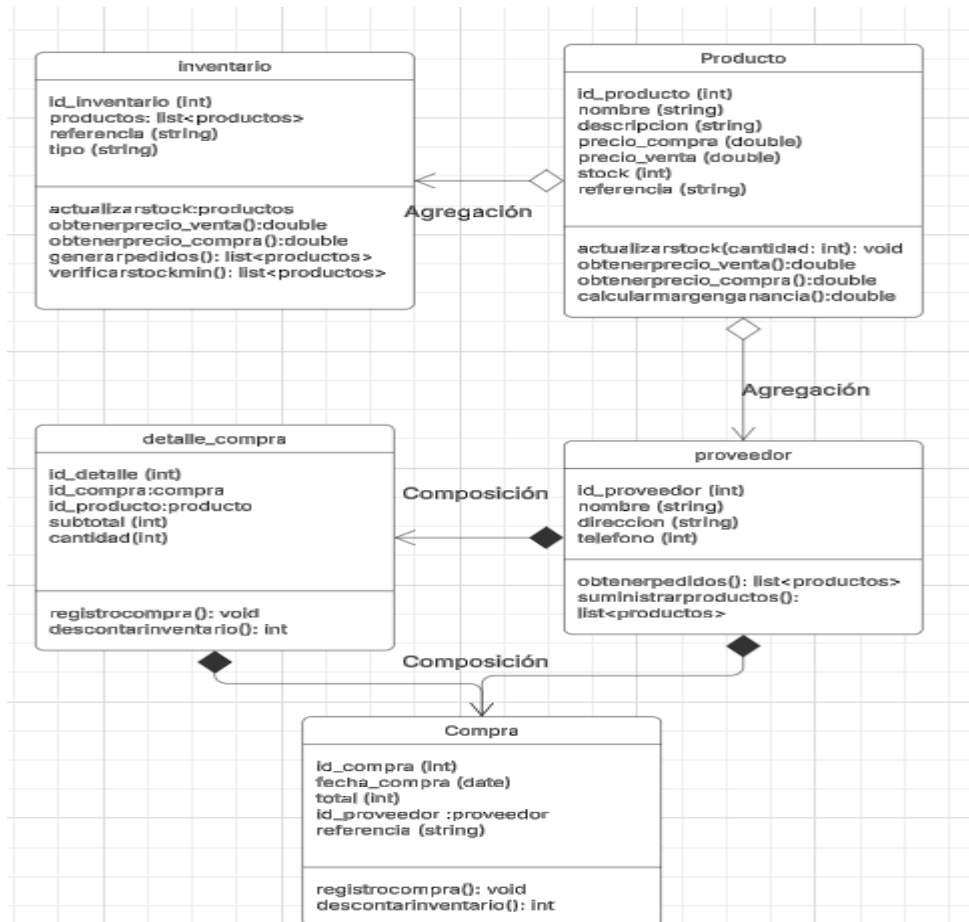 inventario
id_inventario (int)
productos: list<productos>
referencia (string)
tipo (string)
actualizarstock:productos
obtenerprecio_venta():double
obtenerprecio_compra():double
generarpedidos(): list<productos>
verificarstockmin(): list<productos>
Agregación
Producto
id_producto (int)
nombre (string)
descripcion (string)
precio_compra (double)
precio_venta (double)
stock (int)
referencia (string)
actualizarstock(cantidad: int): void
obtenerprecio_venta():double
obtenerprecio_compra():double
calcularmargenganancia():double
Agregación
detalle_compra
id_detalle (int)
id_compra:compra
id_producto:producto
subtotal (int)
cantidad(int)
registrocompra(): void
descontarinventario(): int
Composición
proveedor
id_proveedor (int)
nombre (string)
direccion (string)
telefono (int)
obtenerpedidos(): list<productos>
suministrarproductos():
list<productos>
Composición
Compra
id_compra (int)
fecha_compra (date)
total (int)
id_proveedor :proveedor
referencia (string)
registrocompra(): void
descontarinventario(): int